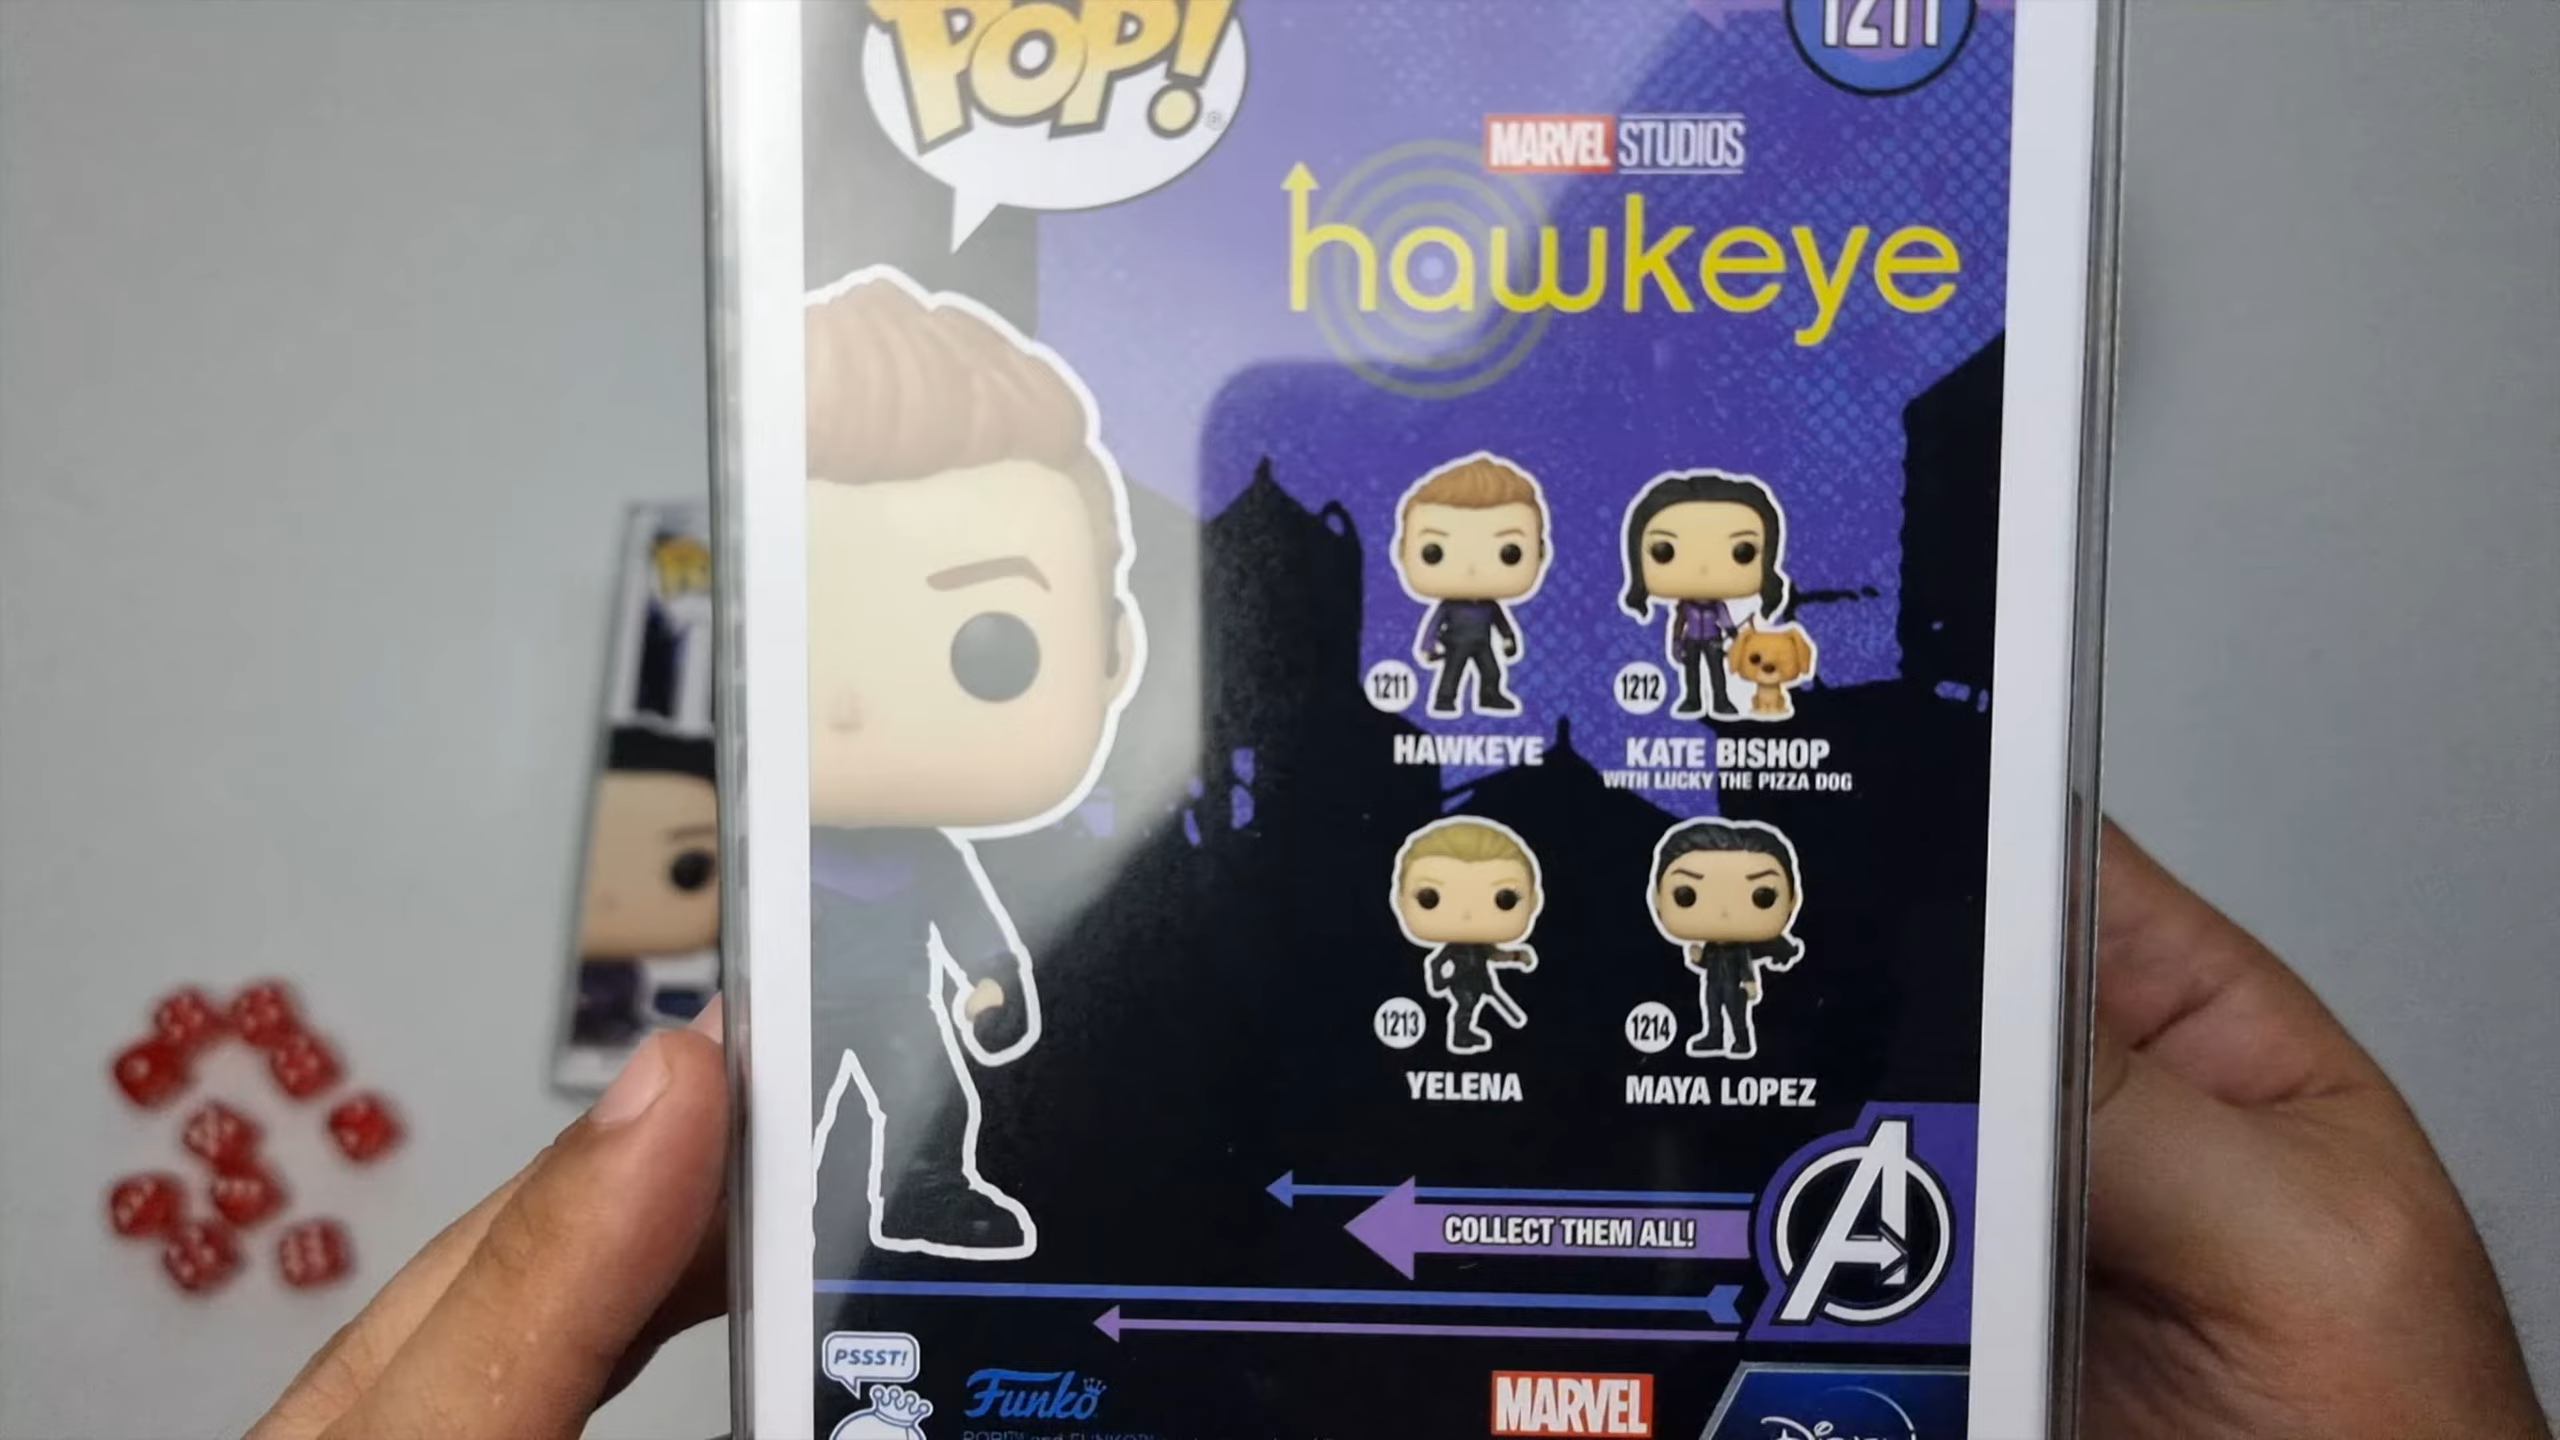 POP!
1211
MARVEL STUDIOS
hawkeye
1211
1212
HAWKEYE
KATE BISHOP
WITH LUCKY THE PIZZA DOG
1213
1214
YELENA
MAYA LOPEZ
COLLECT THEM ALL!
PSSST!
Funko
MARVEL
Disney